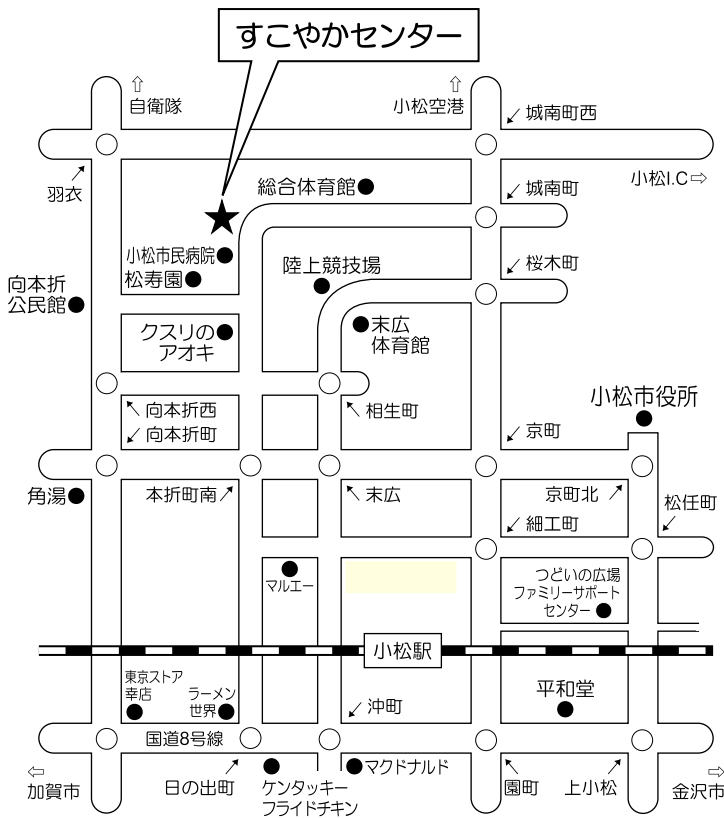 すこやかセンター
自衛隊
小松空港
城南町西
羽衣
小松I.C
総合体育館
城南町
小松市民病院
松寿園
陸上競技場
桜木町
向本折
公民館
クスリの
アオキ
末広
体育館
小松市役所
向本折西
相生町
向本折町
京町
角湯
本折町南
末広
京町北
松任町
細工町
マルエー
つどいの広場
ファミリーサポート
センター
小松駅
東京ストア
幸店
ラーメン
世界
平和堂
沖町
国道8号線
加賀市
日の出町
ケンタッキー
フライドチキン
マクドナルド
園町
上小松
金沢市